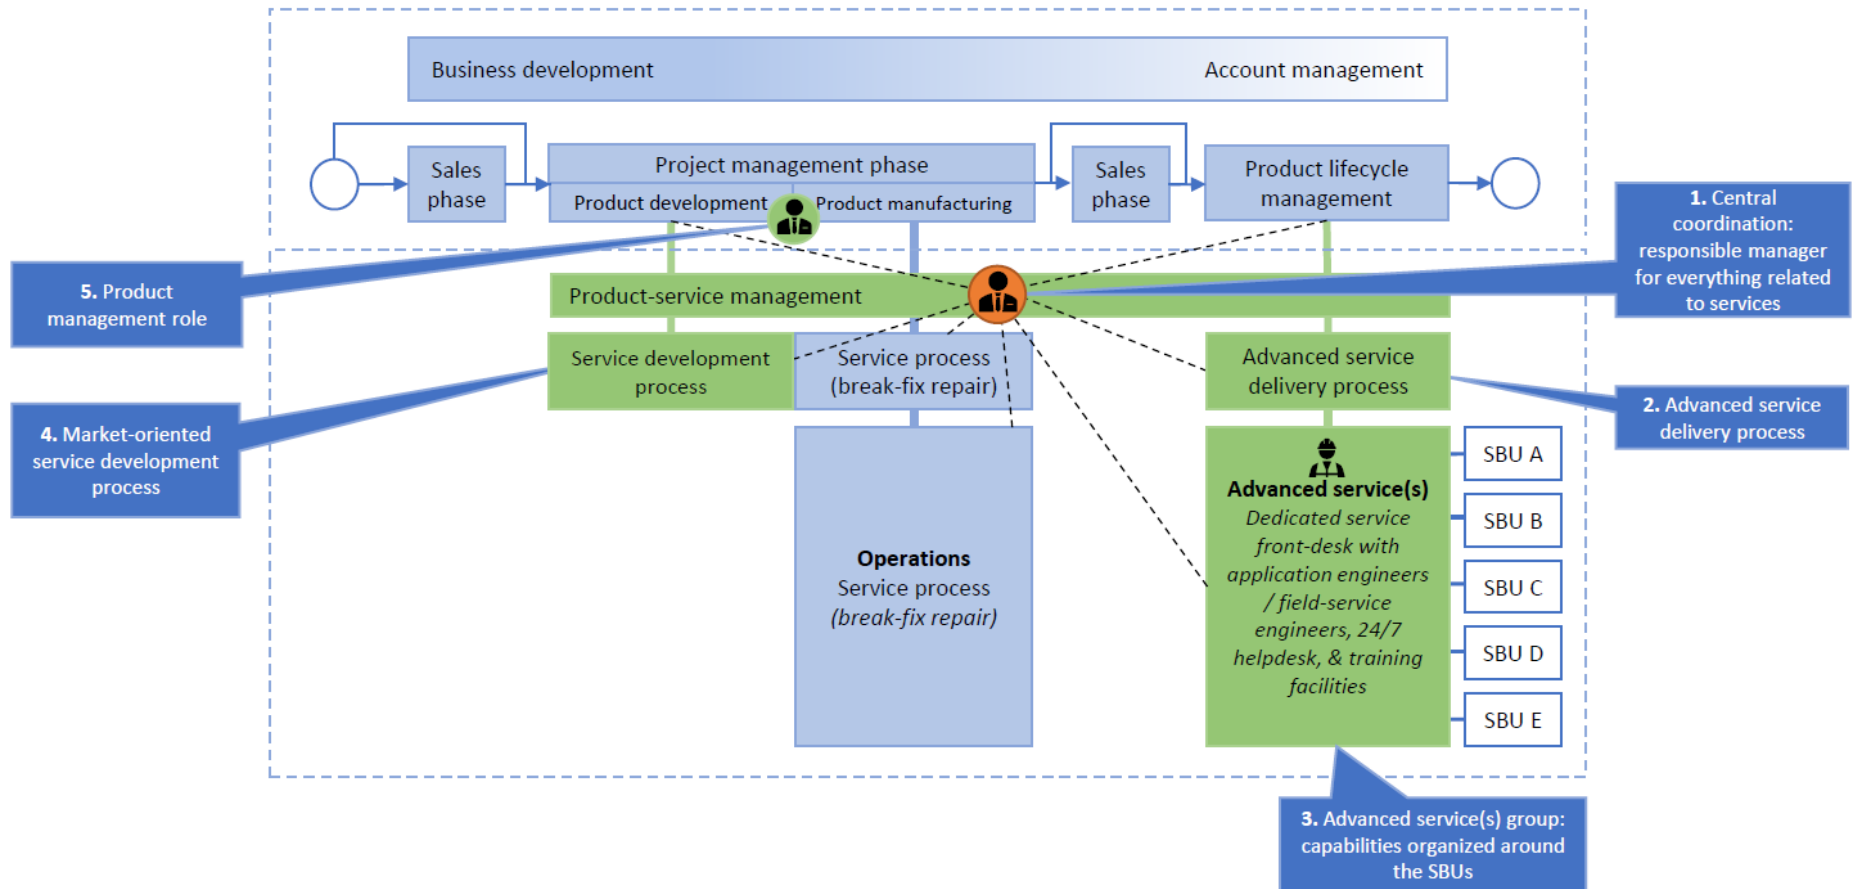 Business development
Account management
Sales
phase
Project management phase
Product development
Product manufacturing
Sales
phase
Product lifecycle
management
1. Central
coordination:
responsible manager
for everything related
to services
5. Product
management role
Product-service management
Service development
process
Service process
(break-fix repair)
Advanced service
delivery process
2. Advanced service
delivery process
4. Market-oriented
service development
process
Operations
Service process
(break-fix repair)
Advanced service(s)
Dedicated service
front-desk with
application engineers
/ field-service
engineers, 24/7
helpdesk, & training
facilities
SBU A
SBU B
SBU C
SBU D
SBU E
3. Advanced service(s) group:
capabilities organized around
the SBUs